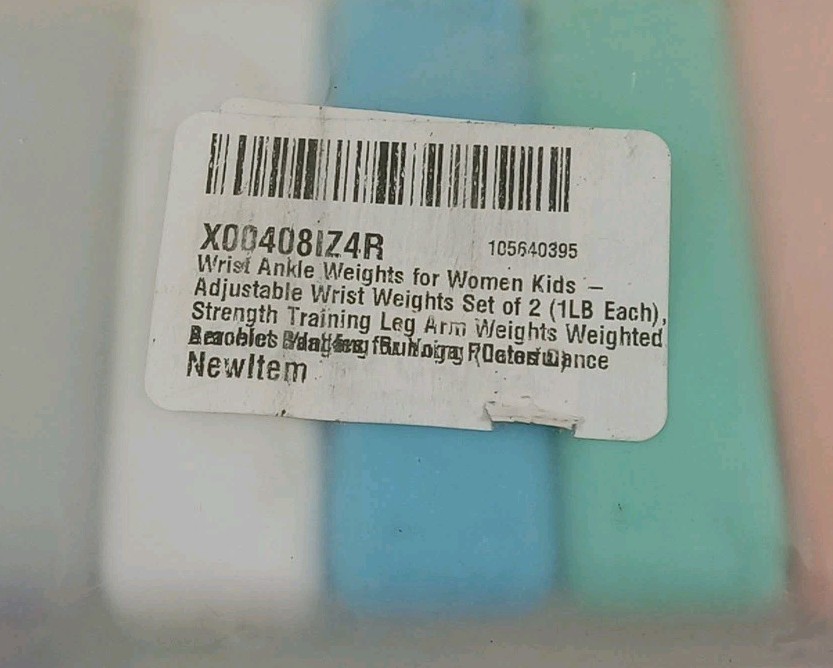 X00408IZ4R
105640395
Wrist Ankle Weights for Women Kids –
Adjustable Wrist Weights Set of 2 (1LB Each),
Strength Training Leg Arm Weights Weighted
NewItem